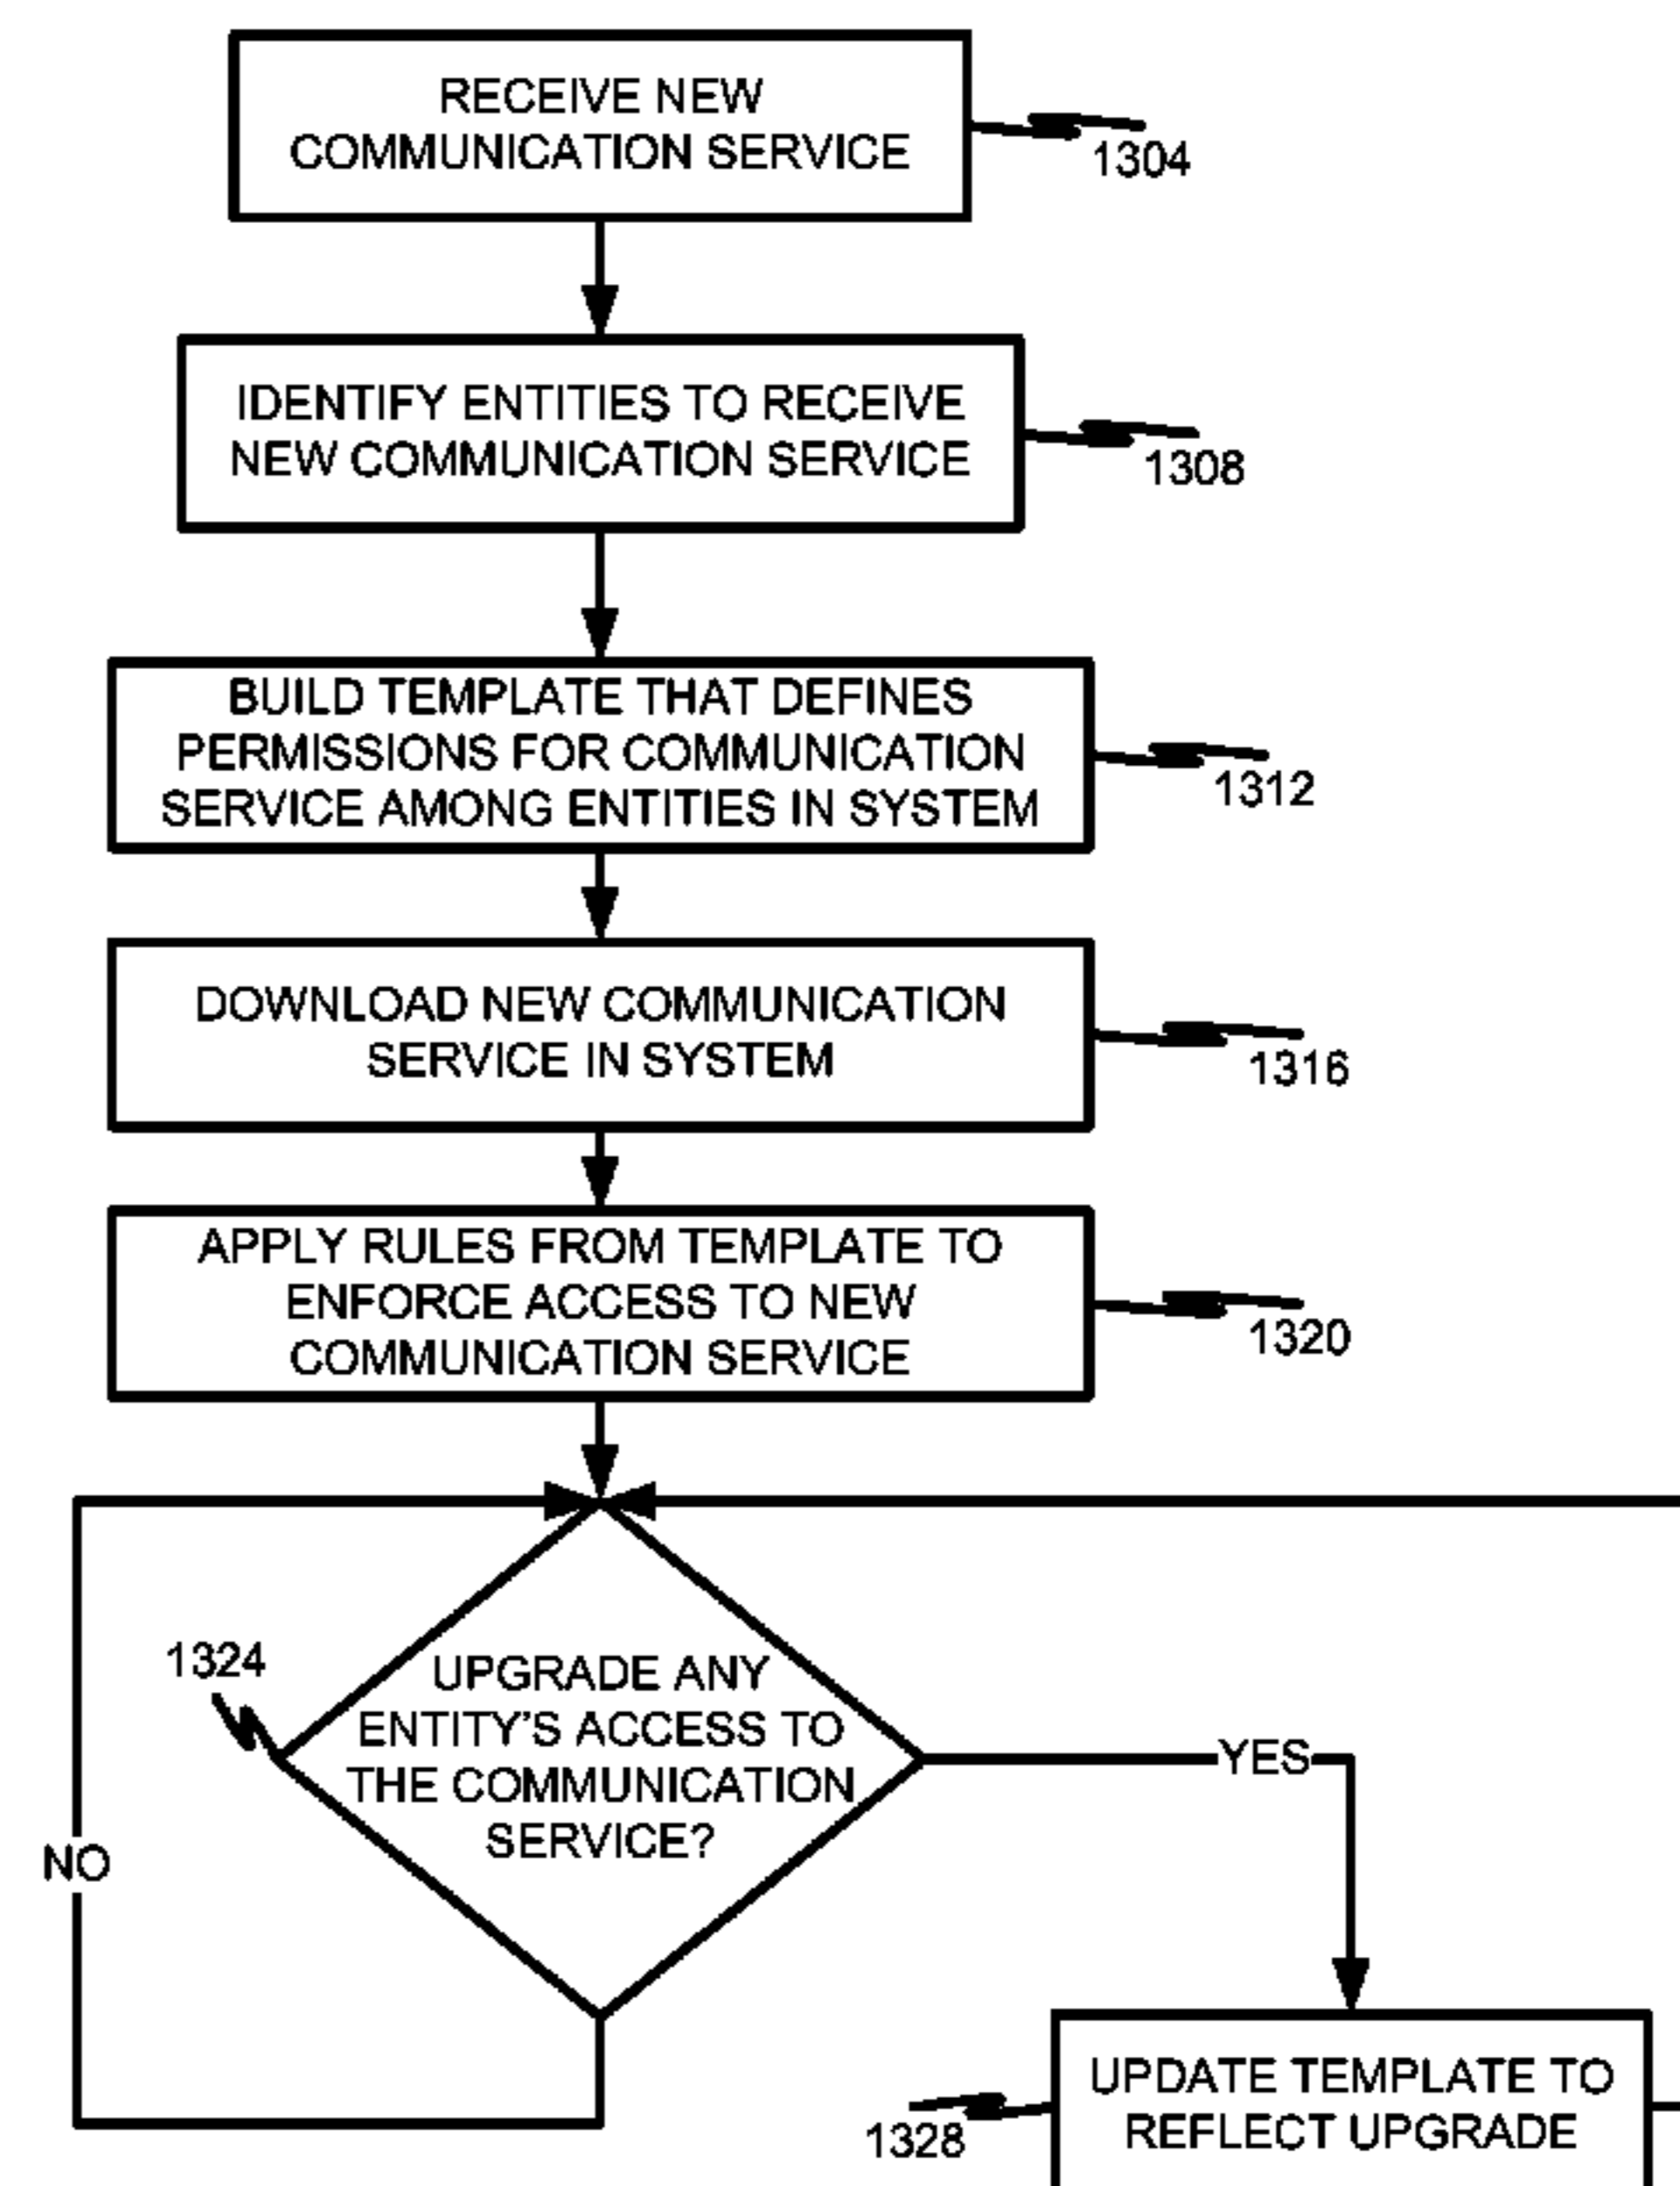 RECEIVE NEW
COMMUNICATION SERVICE
1304
IDENTIFY ENTITIES TO RECEIVE
NEW COMMUNICATION SERVICE
1308
BUILD TEMPLATE THAT DEFINES
PERMISSIONS FOR COMMUNICATION
SERVICE AMONG ENTITIES IN SYSTEM
1312
DOWNLOAD NEW COMMUNICATION
SERVICE IN SYSTEM
1316
APPLY RULES FROM TEMPLATE TO
ENFORCE ACCESS TO NEW
COMMUNICATION SERVICE
1320
1324
UPGRADE ANY
ENTITY'S ACCESS TO
THE COMMUNICATION
SERVICE?
YES
NO
UPDATE TEMPLATE TO
REFLECT UPGRADE
1328